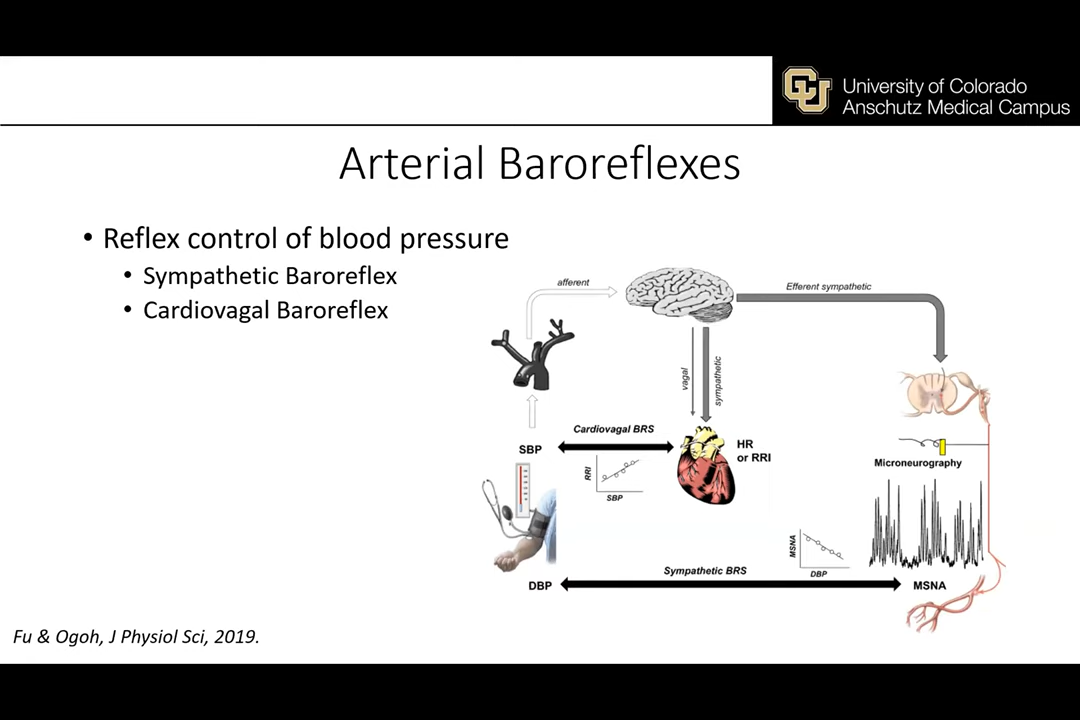 University of Colorado
Anschutz Medical Campus
Arterial Baroreflexes
• Reflex control of blood pressure
• Sympathetic Baroreflex
• Cardiovagal Baroreflex
afferent
Efferent sympathetic
vagal
sympathetic
Cardiovagal BRS
SBP
HR
or RRI
RRI
SBP
Microneurography
MSNA
DBP
Sympathetic BRS
DBP
MSNA
Fu & Ogoh, J Physiol Sci, 2019.